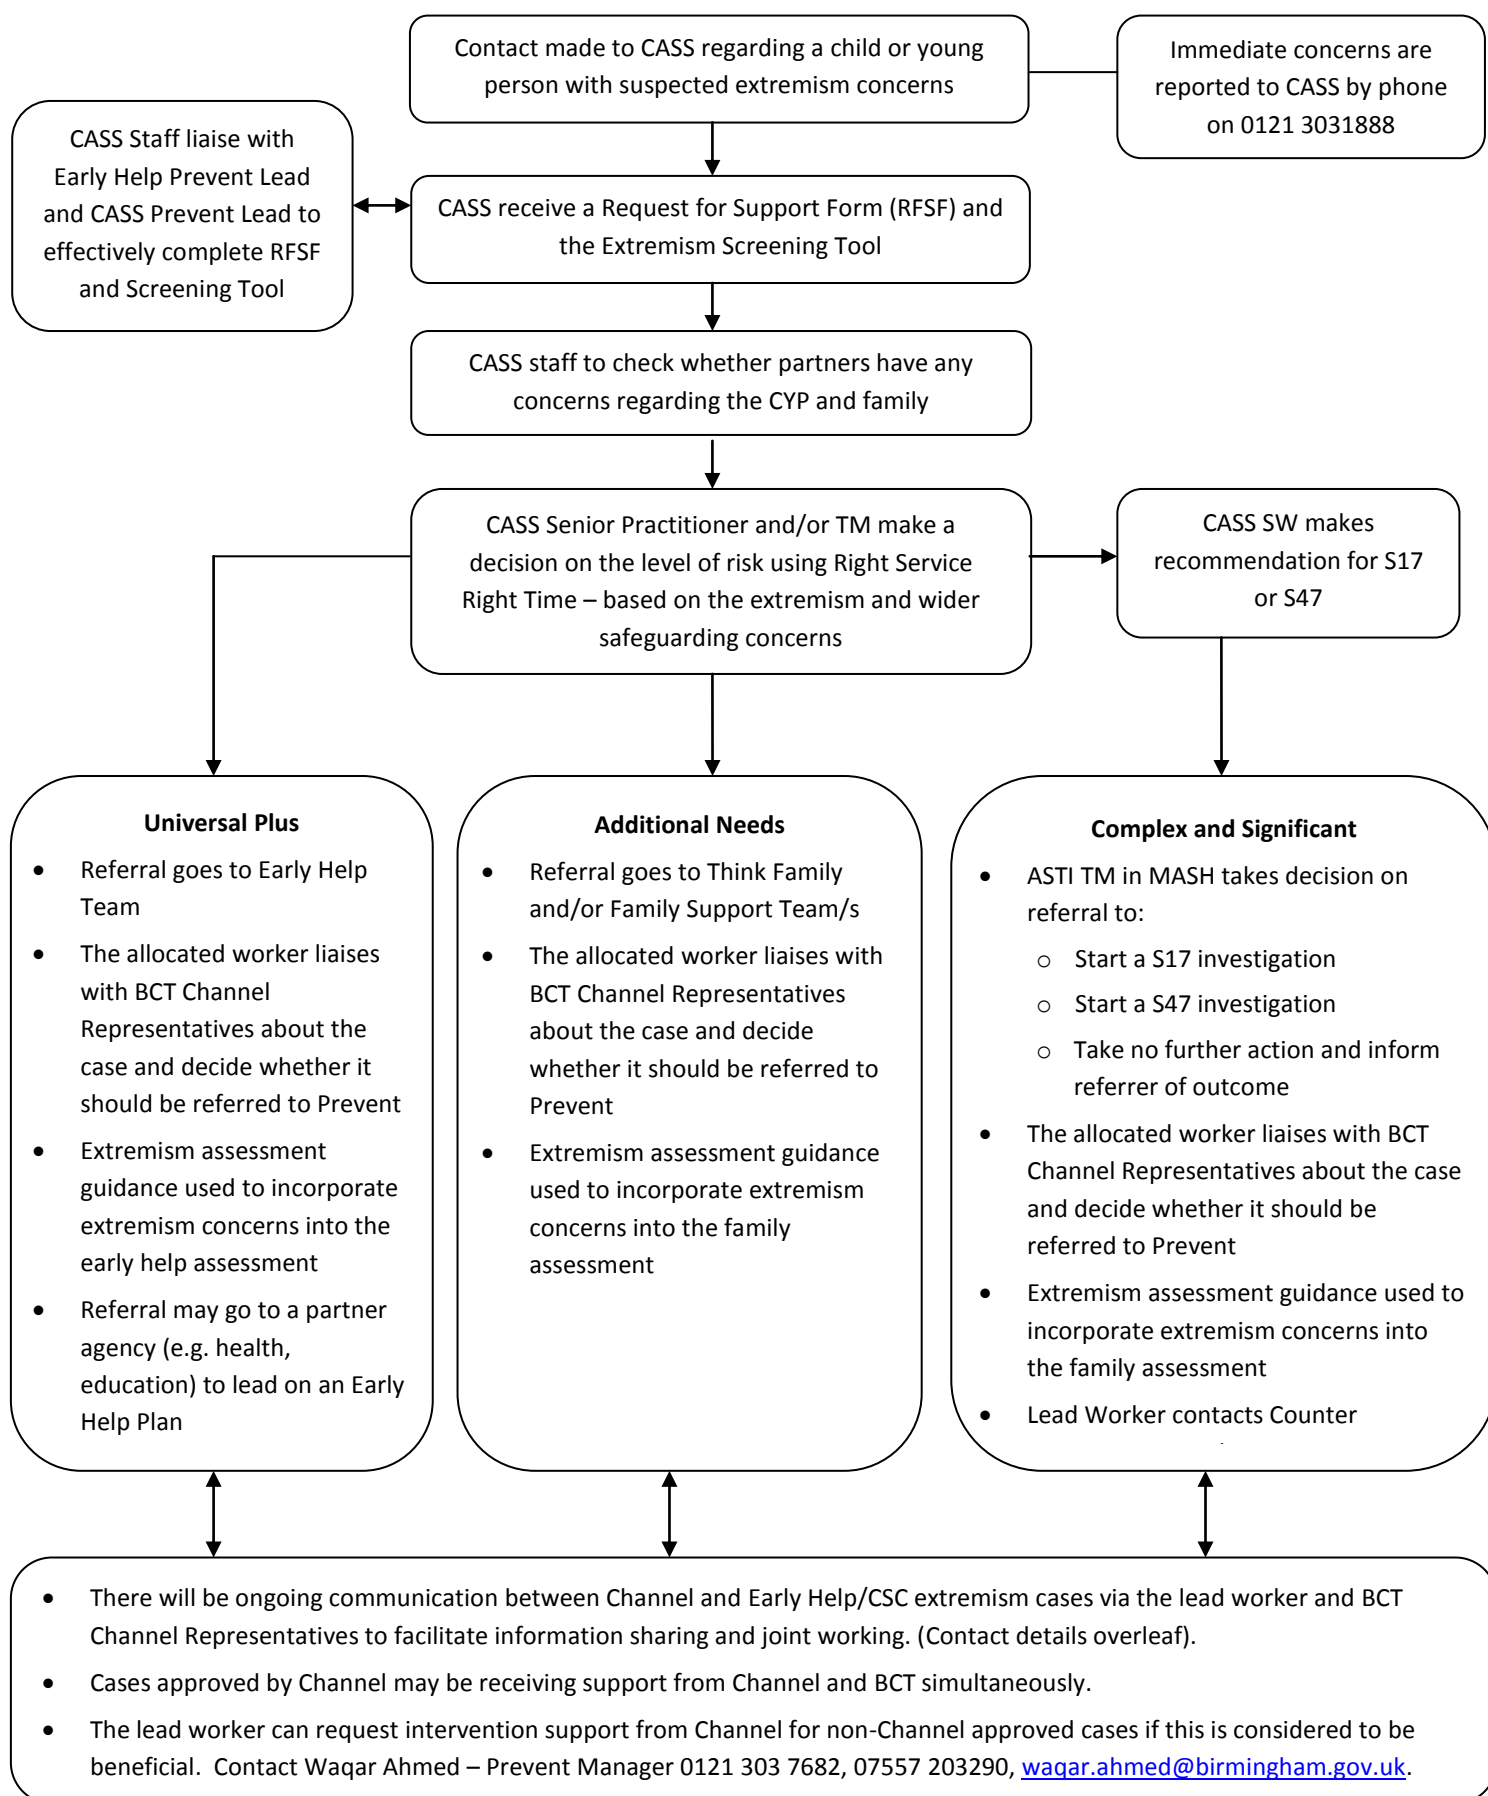 Contact made to CASS regarding a child or young
person with suspected extremism concerns
Immediate concerns are
reported to CASS by phone
on 0121 3031888
CASS Staff liaise with
Early Help Prevent Lead
and CASS Prevent Lead to
effectively complete RFSF
and Screening Tool
CASS receive a Request for Support Form (RFSF) and
the Extremism Screening Tool
CASS staff to check whether partners have any
concerns regarding the CYP and family
CASS Senior Practitioner and/or TM make a
decision on the level of risk using Right Service
Right Time – based on the extremism and wider
safeguarding concerns
CASS SW makes
recommendation for S17
or S47
Universal Plus
• Referral goes to Early Help
Team
• The allocated worker liaises
with BCT Channel
Representatives about the
case and decide whether it
should be referred to Prevent
• Extremism assessment
guidance used to incorporate
extremism concerns into the
early help assessment
• Referral may go to a partner
agency (e.g. health,
education) to lead on an Early
Help Plan
Additional Needs
• Referral goes to Think Family
and/or Family Support Team/s
• The allocated worker liaises with
BCT Channel Representatives
about the case and decide
whether it should be referred to
Prevent
• Extremism assessment guidance
used to incorporate extremism
concerns into the family
assessment
Complex and Significant
• ASTI TM in MASH takes decision on
referral to:
o Start a S17 investigation
o Start a S47 investigation
o Take no further action and inform
referrer of outcome
• The allocated worker liaises with BCT
Channel Representatives about the case
and decide whether it should be
referred to Prevent
• Extremism assessment guidance used to
incorporate extremism concerns into
the family assessment
• Lead Worker contacts Counter
• There will be ongoing communication between Channel and Early Help/CSC extremism cases via the lead worker and BCT
Channel Representatives to facilitate information sharing and joint working. (Contact details overleaf).
• Cases approved by Channel may be receiving support from Channel and BCT simultaneously.
• The lead worker can request intervention support from Channel for non-Channel approved cases if this is considered to be
beneficial. Contact Waqar Ahmed – Prevent Manager 0121 303 7682, 07557 203290, waqar.ahmed@birmingham.gov.uk.